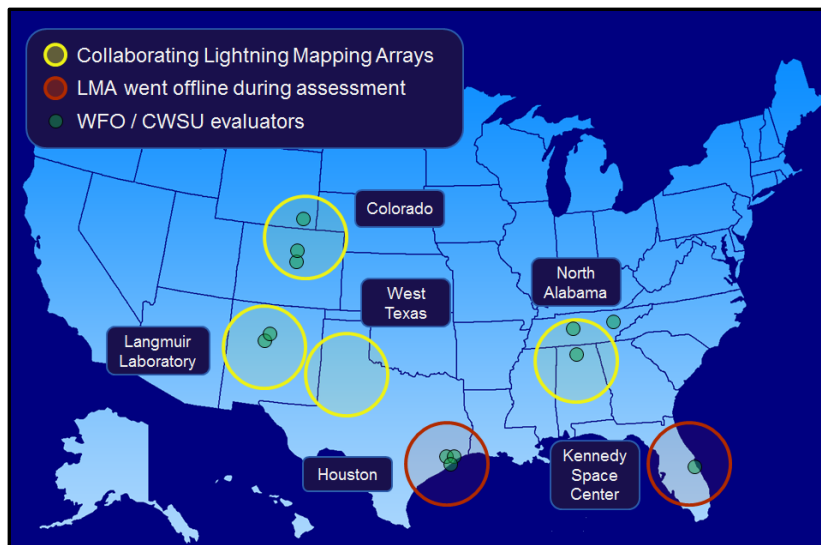 Collaborating Lightning Mapping Arrays
LMA went offline during assessment
WFO / CWSU evaluators
Colorado
North
Alabama
West
Texas
Langmuir
Laboratory
Houston
Kennedy
Space
Center